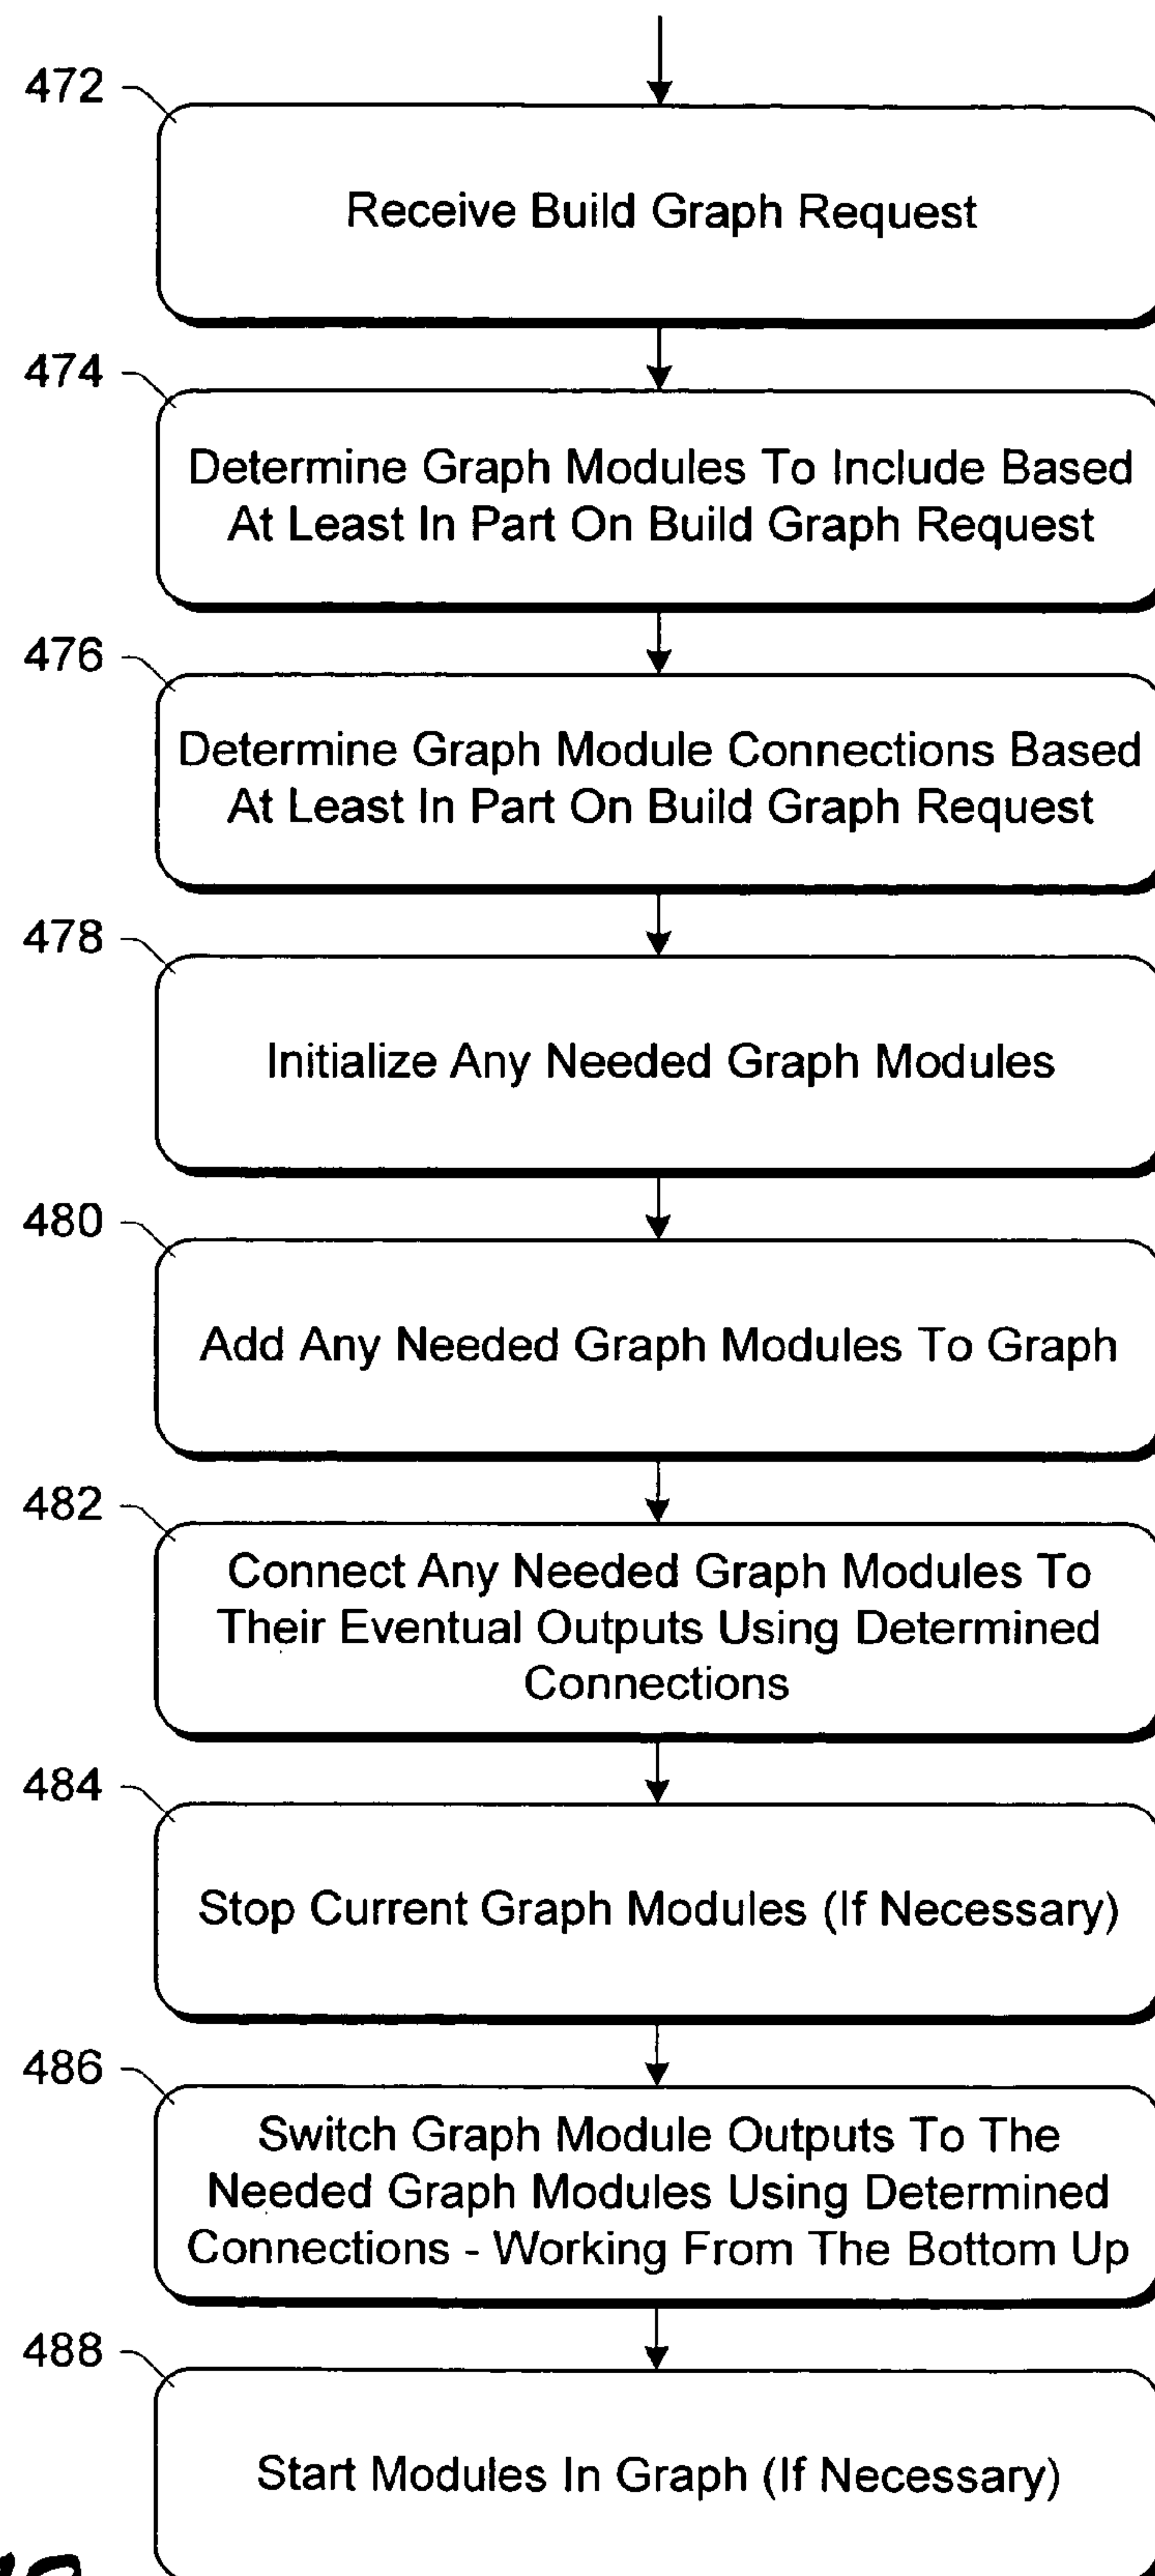 472
Receive Build Graph Request
474
Determine Graph Modules To Include Based
At Least In Part On Build Graph Request
476
Determine Graph Module Connections Based
At Least In Part On Build Graph Request
478
Initialize Any Needed Graph Modules
480
Add Any Needed Graph Modules To Graph
482
Connect Any Needed Graph Modules To
Their Eventual Outputs Using Determined
Connections
484
Stop Current Graph Modules (If Necessary)
486
Switch Graph Module Outputs To The
Needed Graph Modules Using Determined
Connections - Working From The Bottom Up
488
Start Modules In Graph (If Necessary)